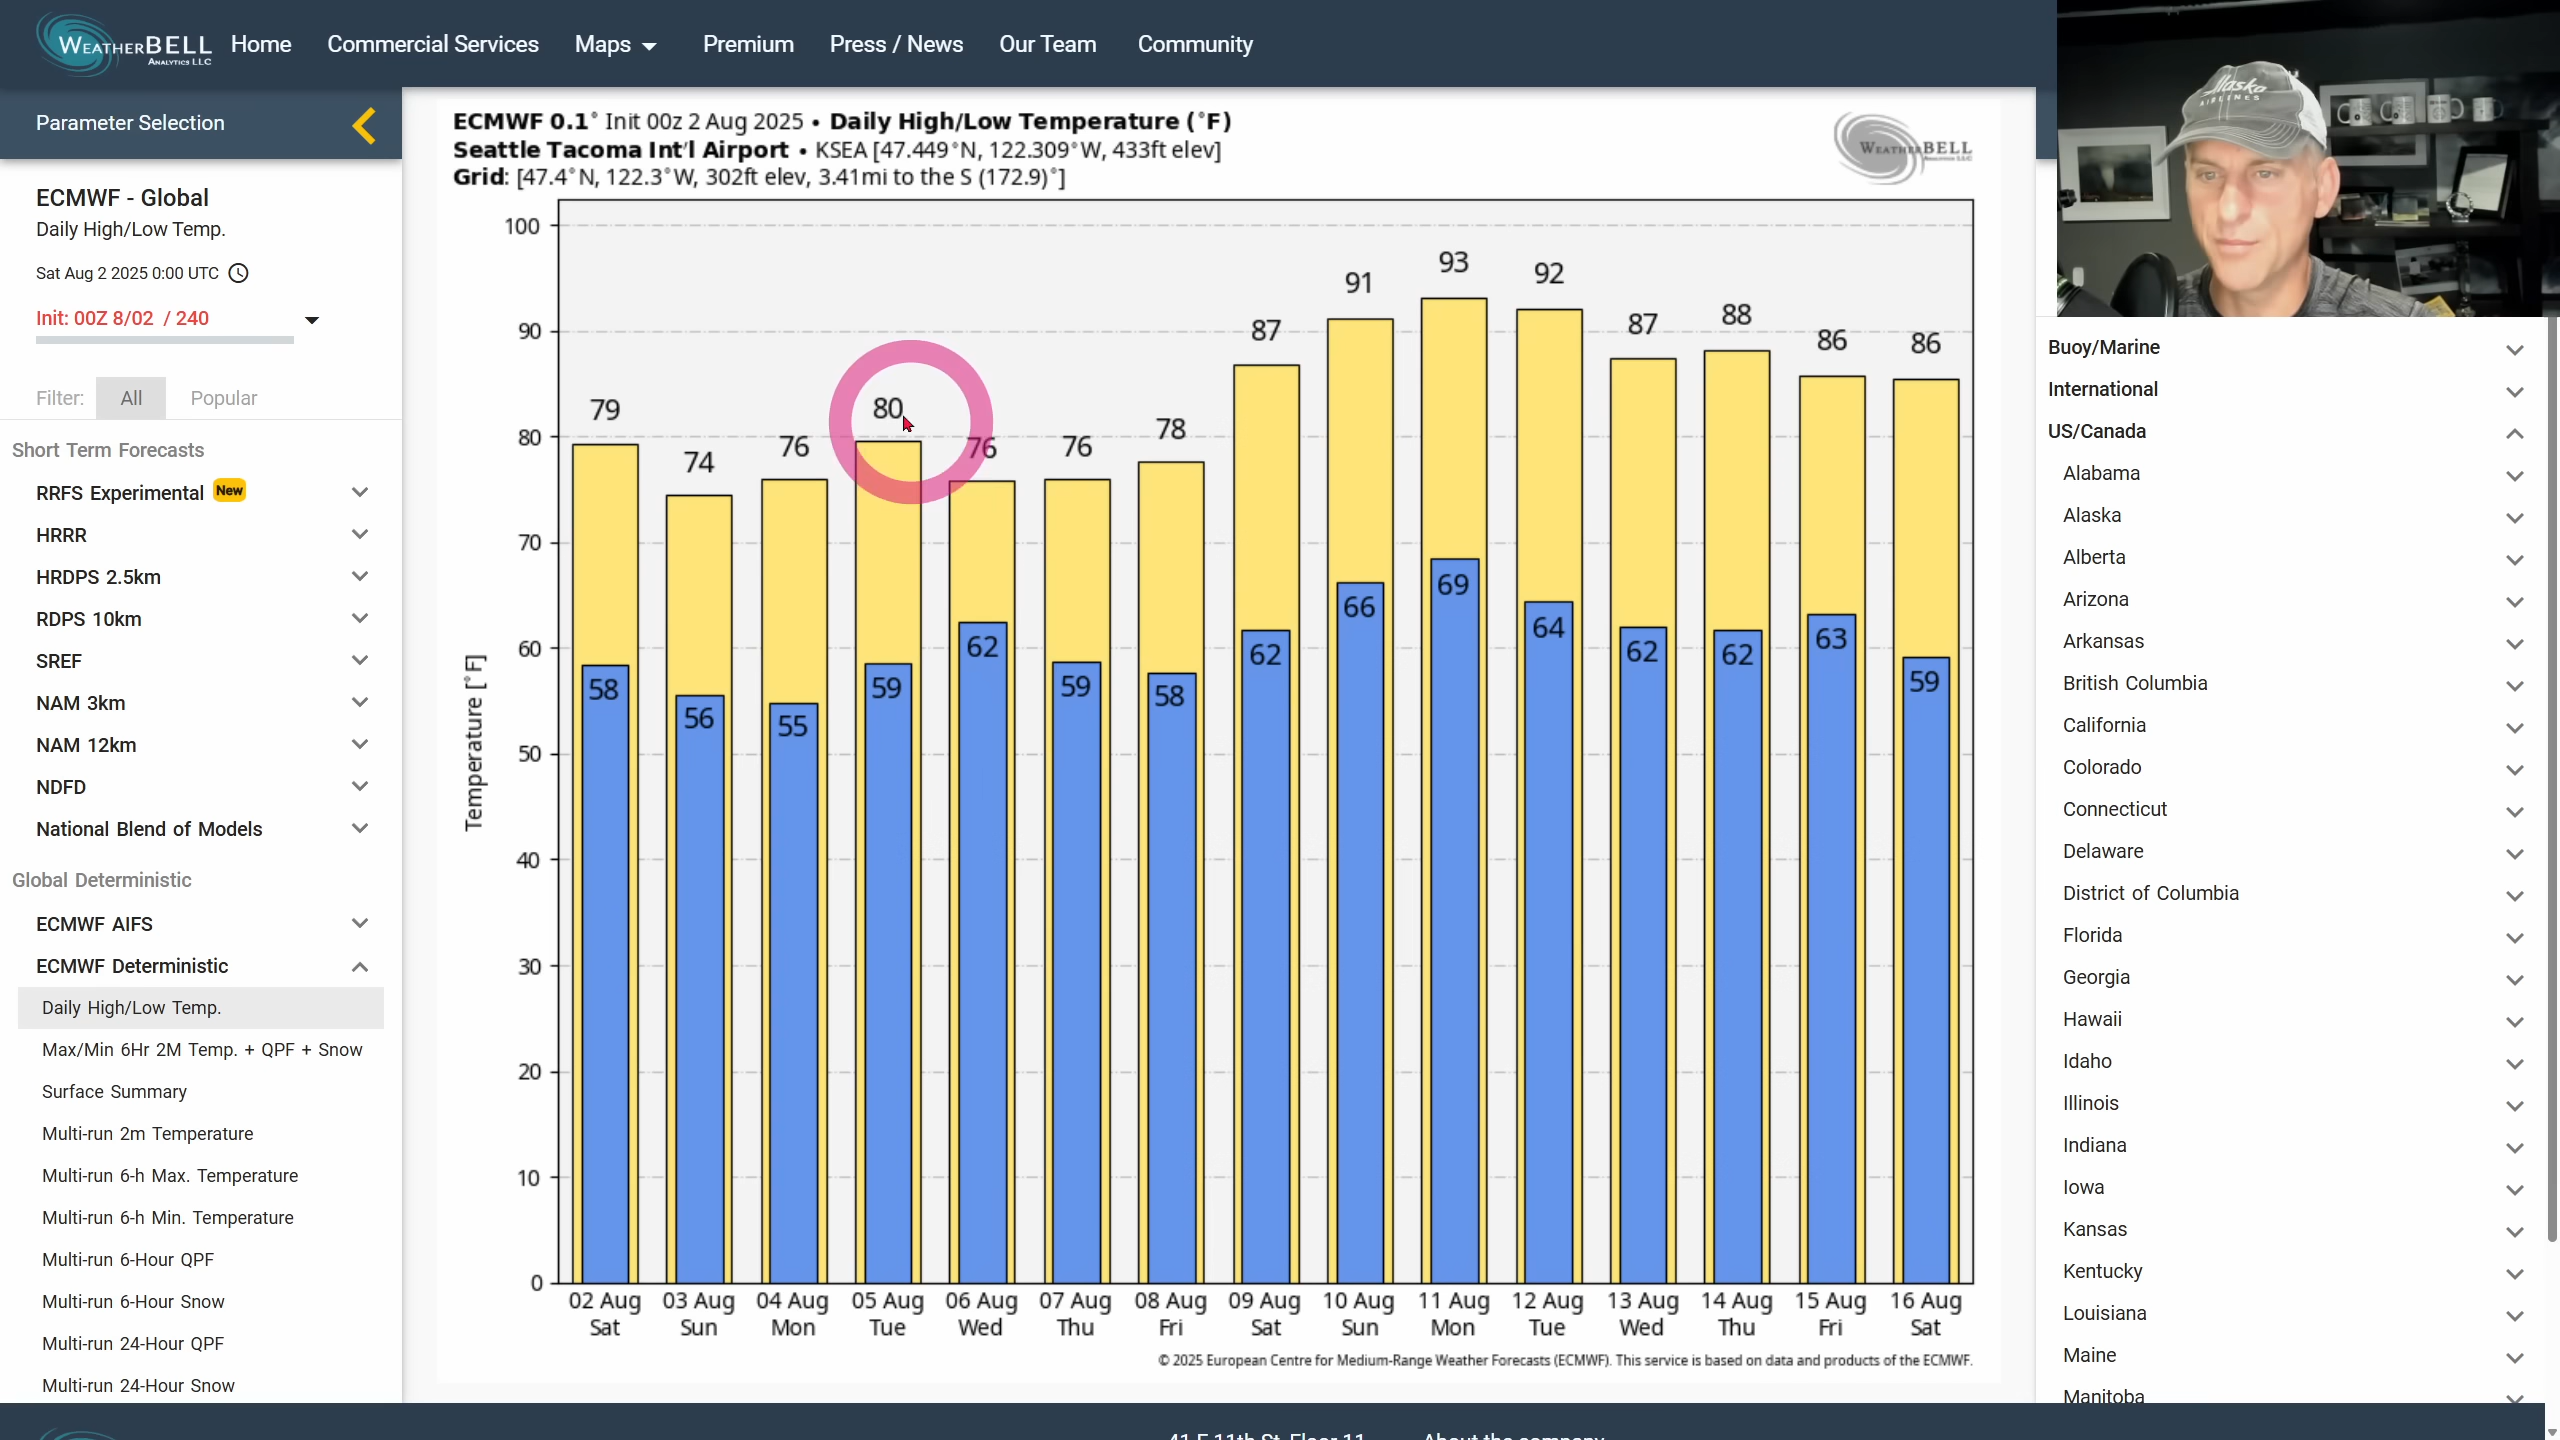 WEATHERBELL
ANALYTICS LLC
Home
Commercial Services
Maps
Premium
Press / News
Our Team
Community
Parameter Selection
ECMWF - Global
Daily High/Low Temp.
Sat Aug 2 2025 0:00 UTC
Init: 00Z 8/02 / 240
Filter:
All
Popular
Short Term Forecasts
RRFS Experimental New
HRRR
HRDPS 2.5km
RDPS 10km
SREF
NAM 3km
NAM 12km
NDFD
National Blend of Models
Global Deterministic
ECMWF AIFS
ECMWF Deterministic
Daily High/Low Temp.
Max/Min 6Hr 2M Temp. + QPF + Snow
Surface Summary
Multi-run 2m Temperature
Multi-run 6-h Max. Temperature
Multi-run 6-h Min. Temperature
Multi-run 6-Hour QPF
Multi-run 6-Hour Snow
Multi-run 24-Hour QPF
Multi-run 24-Hour Snow
ECMWF 0.1° Init 00z 2 Aug 2025 • Daily High/Low Temperature (°F)
Seattle Tacoma Int'l Airport • KSEA [47.449°N, 122.309°W, 433ft elev]
Grid: [47.4°N, 122.3°W, 302ft elev, 3.41mi to the S (172.9)°]
WEATHERBELL
Temperature [°F]
100
90
80
70
60
50
40
30
20
10
0
79
74
76
80
76
76
78
87
91
93
92
87
88
86
86
58
56
55
59
62
59
58
62
66
69
64
62
62
63
59
02 Aug 03 Aug 04 Aug 05 Aug 06 Aug 07 Aug 08 Aug 09 Aug 10 Aug 11 Aug 12 Aug 13 Aug 14 Aug 15 Aug 16 Aug
Sat Sun Mon Tue Wed Thu Fri Sat Sun Mon Tue Wed Thu Fri Sat
© 2025 European Centre for Medium-Range Weather Forecasts (ECMWF). This service is based on data and products of the ECMWF.
Alaska
AIRLINES
Buoy/Marine
International
US/Canada
Alabama
Alaska
Alberta
Arizona
Arkansas
British Columbia
California
Colorado
Connecticut
Delaware
District of Columbia
Florida
Georgia
Hawaii
Idaho
Illinois
Indiana
Iowa
Kansas
Kentucky
Louisiana
Maine
Manitoba
41 E 11th St. Floor 11
About the company